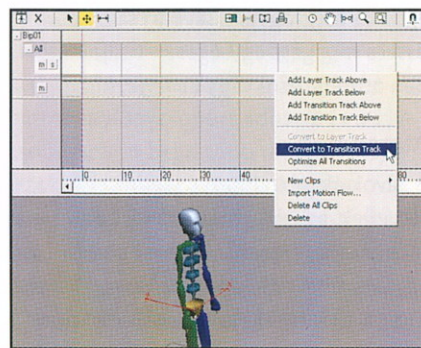 Bip01
All
m s
m
Add Layer Track Above
Add Layer Track Below
Add Transition Track Above
Add Transition Track Below
Convert to Layer Track
Convert to Transition Track
Optimize All Transitions
New Clips
Import Motion Flow...
Delete All Clips
Delete
0 10 20 30 40 60